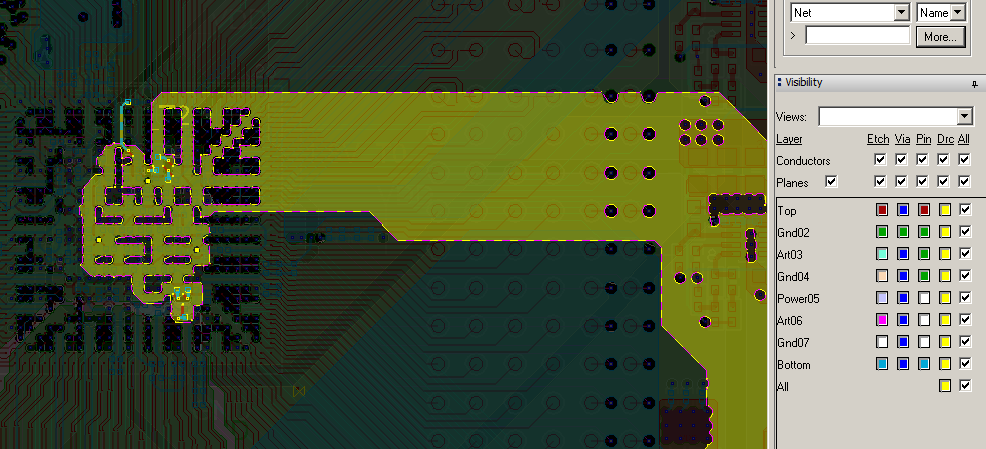 Net Name
> More...
Visibility
Views:
Layer Etch Via Pin Drc All
Conductors
Planes
Top
Gnd02
Art03
Gnd04
Power05
Art06
Gnd07
Bottom
All